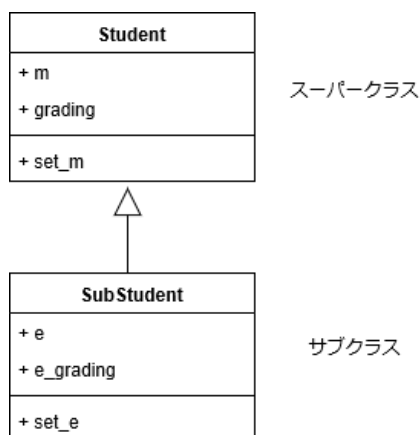 Student
+ m
+ grading
+ set_m
スーパークラス
SubStudent
+ e
+ e_grading
+ set_e
サブクラス